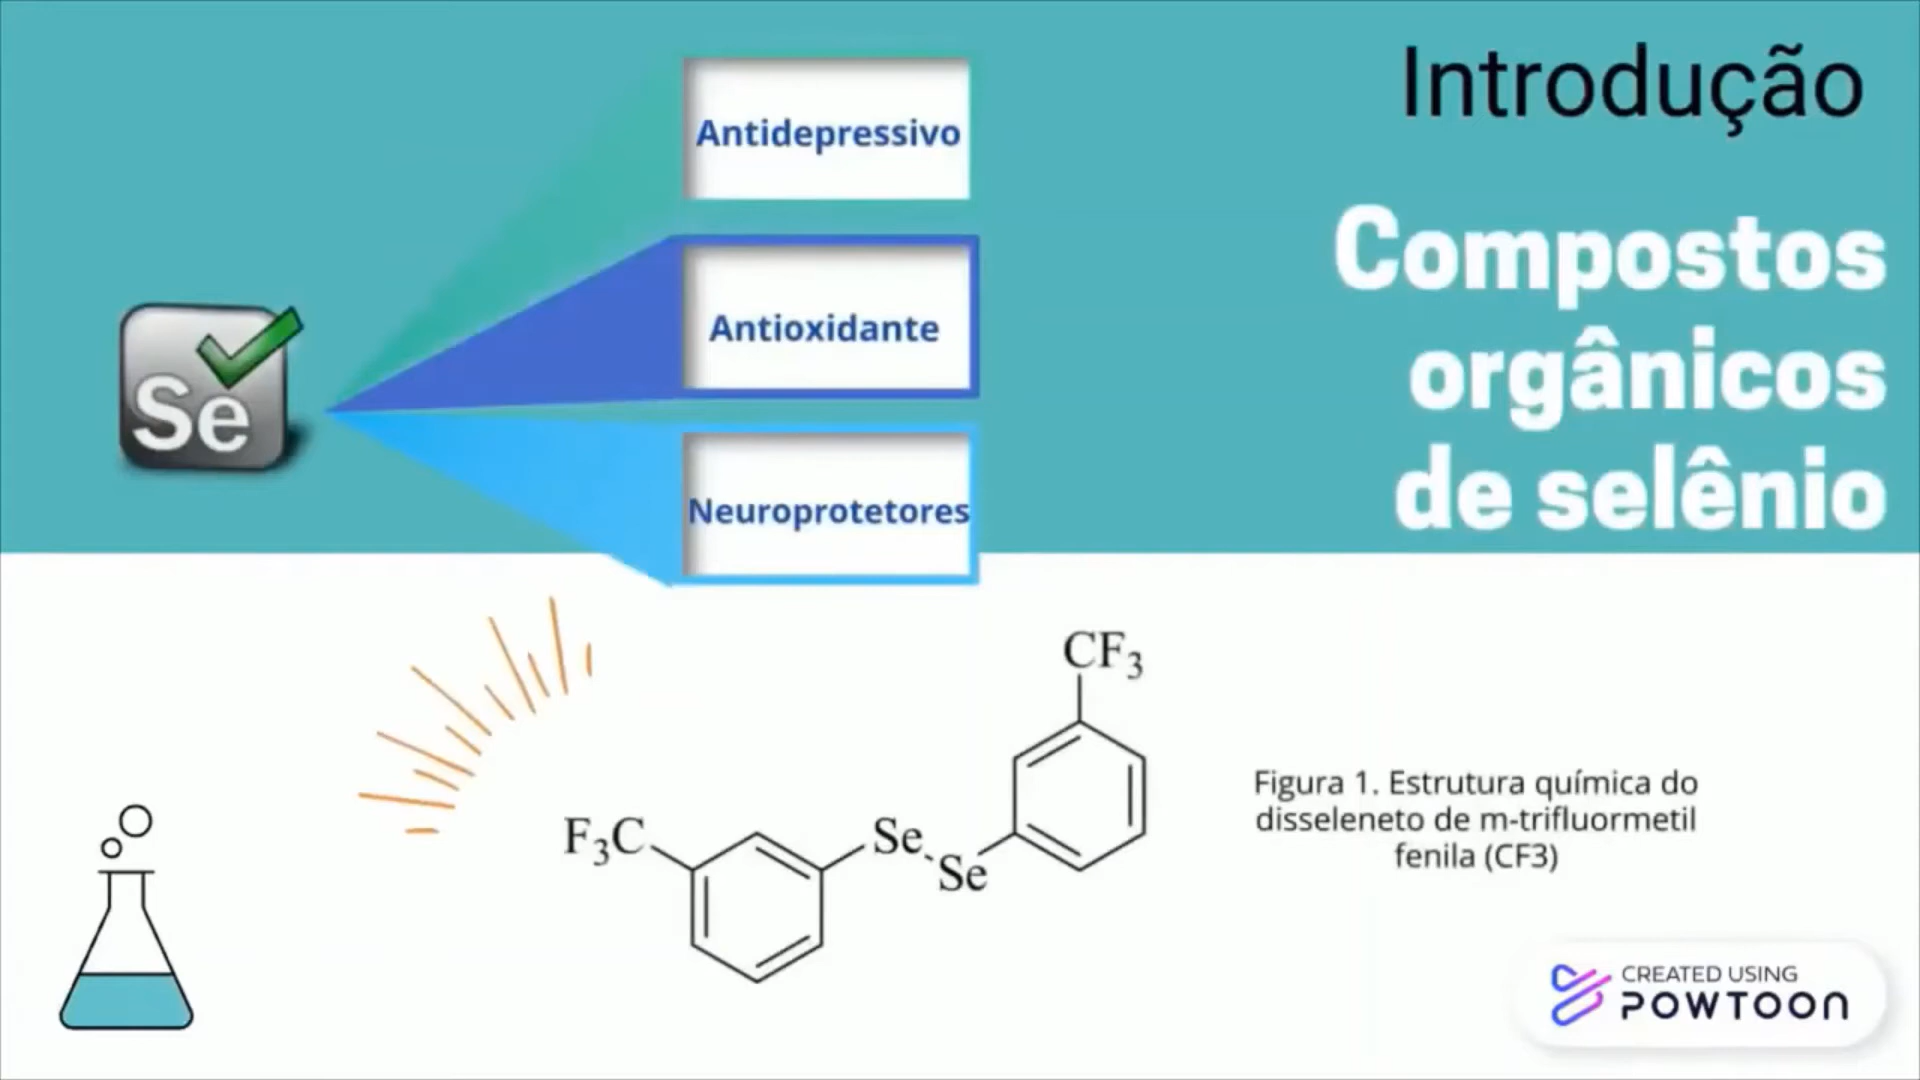 Introdução
Compostos
orgânicos
de selênio
Antidepressivo
Antioxidante
Neuroprotetores
Se
CF₃
F₃C
Se
Se
Figura 1. Estrutura química do
disseleneto de m-trifluormetil
fenila (CF3)
CREATED USING
POWTOON